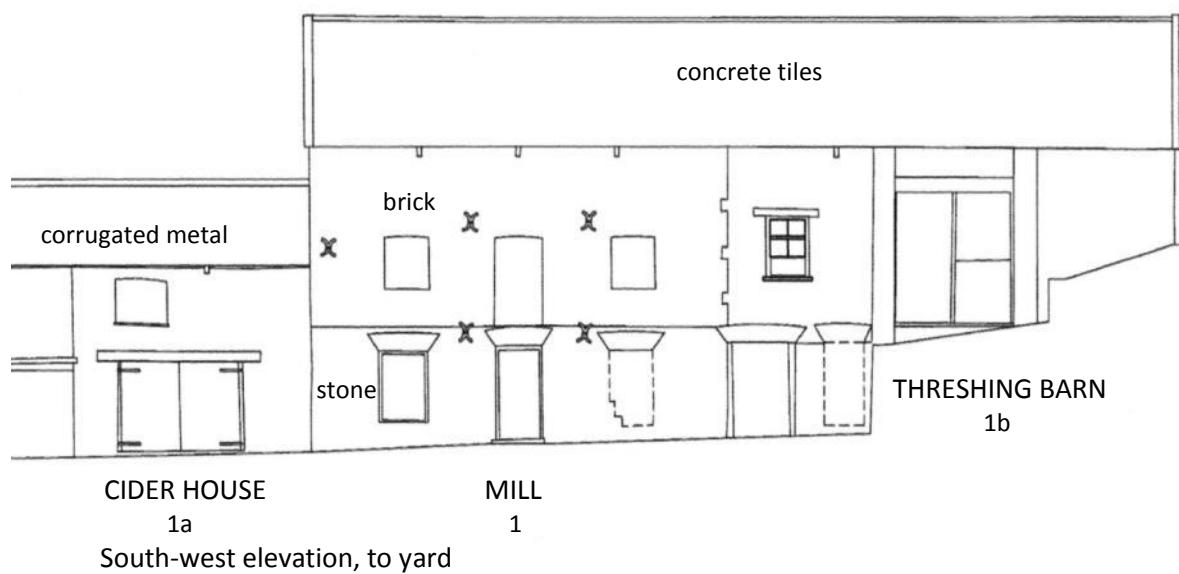 concrete tiles
brick
corrugated metal
stone
THRESHING BARN
1b
CIDER HOUSE
1a
MILL
1
South-west elevation, to yard